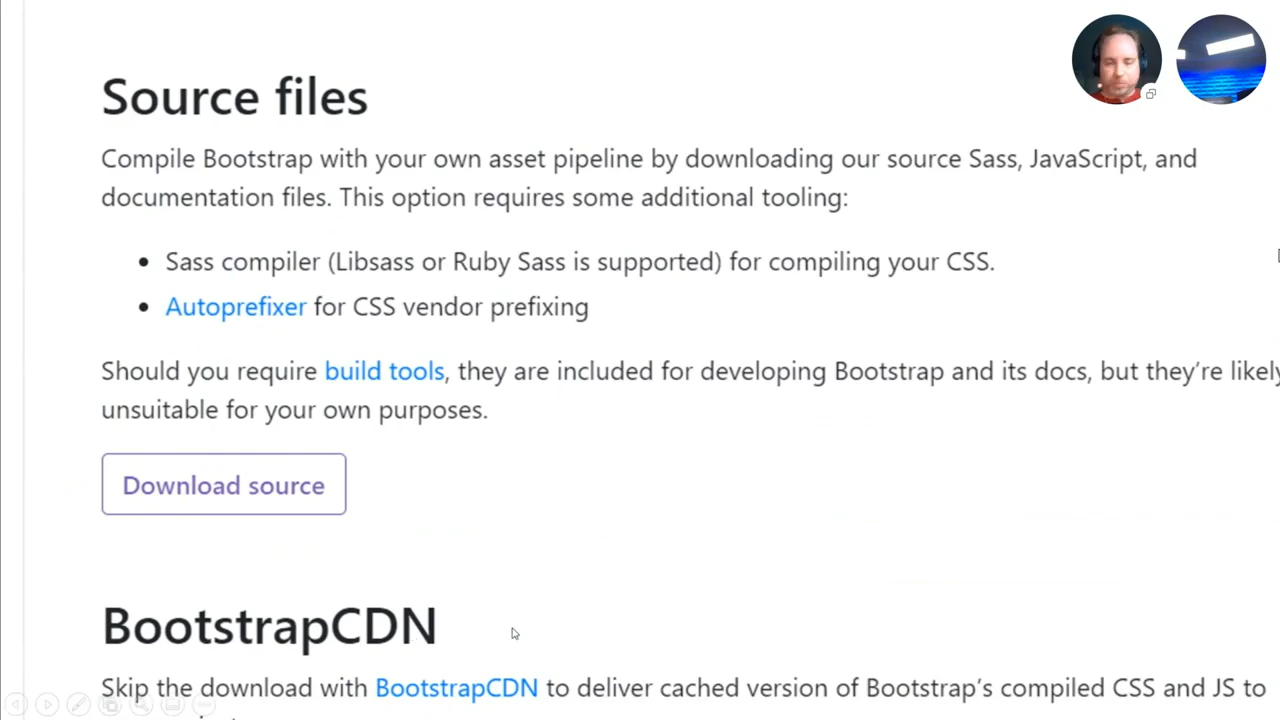 Source files
Compile Bootstrap with your own asset pipeline by downloading our source Sass, JavaScript, and
documentation files. This option requires some additional tooling:
• Sass compiler (Libsass or Ruby Sass is supported) for compiling your CSS.
• Autoprefixer for CSS vendor prefixing
Should you require build tools, they are included for developing Bootstrap and its docs, but they’re likely
unsuitable for your own purposes.
Download source
BootstrapCDN
Skip the download with BootstrapCDN to deliver cached version of Bootstrap’s compiled CSS and JS to